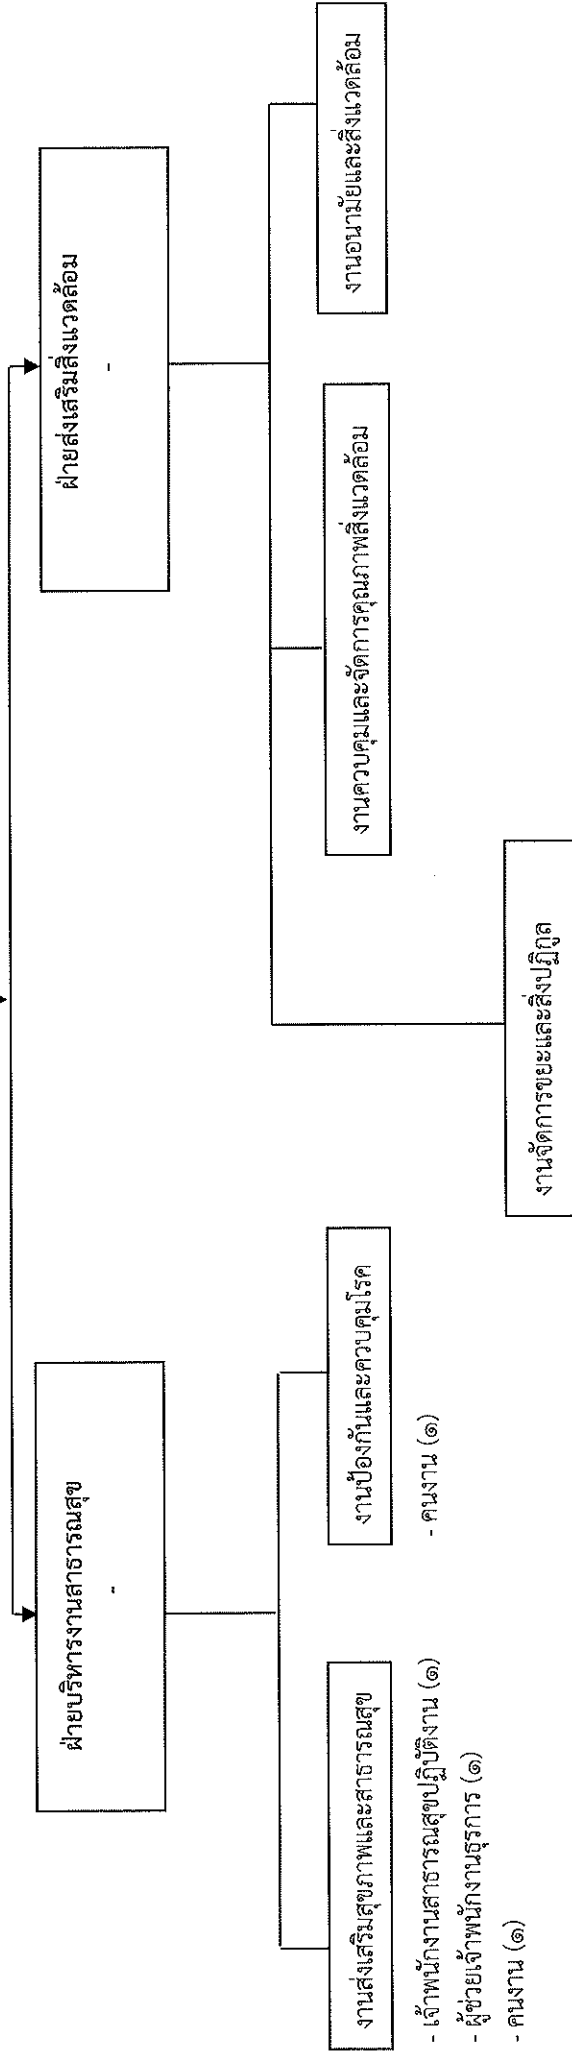 ฝ่ายบริหารงานสาธารณสุข
-
ฝ่ายส่งเสริมสิ่งแวดล้อม
-
งานส่งเสริมสุขภาพและสาธารณสุข
- เจ้าพนักงานสาธารณสุขปฏิบัติงาน (๑)
- ผู้ช่วยเจ้าพนักงานธุรการ (๑)
- คนงาน (๑)
งานป้องกันและควบคุมโรค
- คนงาน (๑)
งานควบคุมและจัดการคุณภาพสิ่งแวดล้อม
งานอนามัยและสิ่งแวดล้อม
งานจัดการขยะและสิ่งปฏิกูล